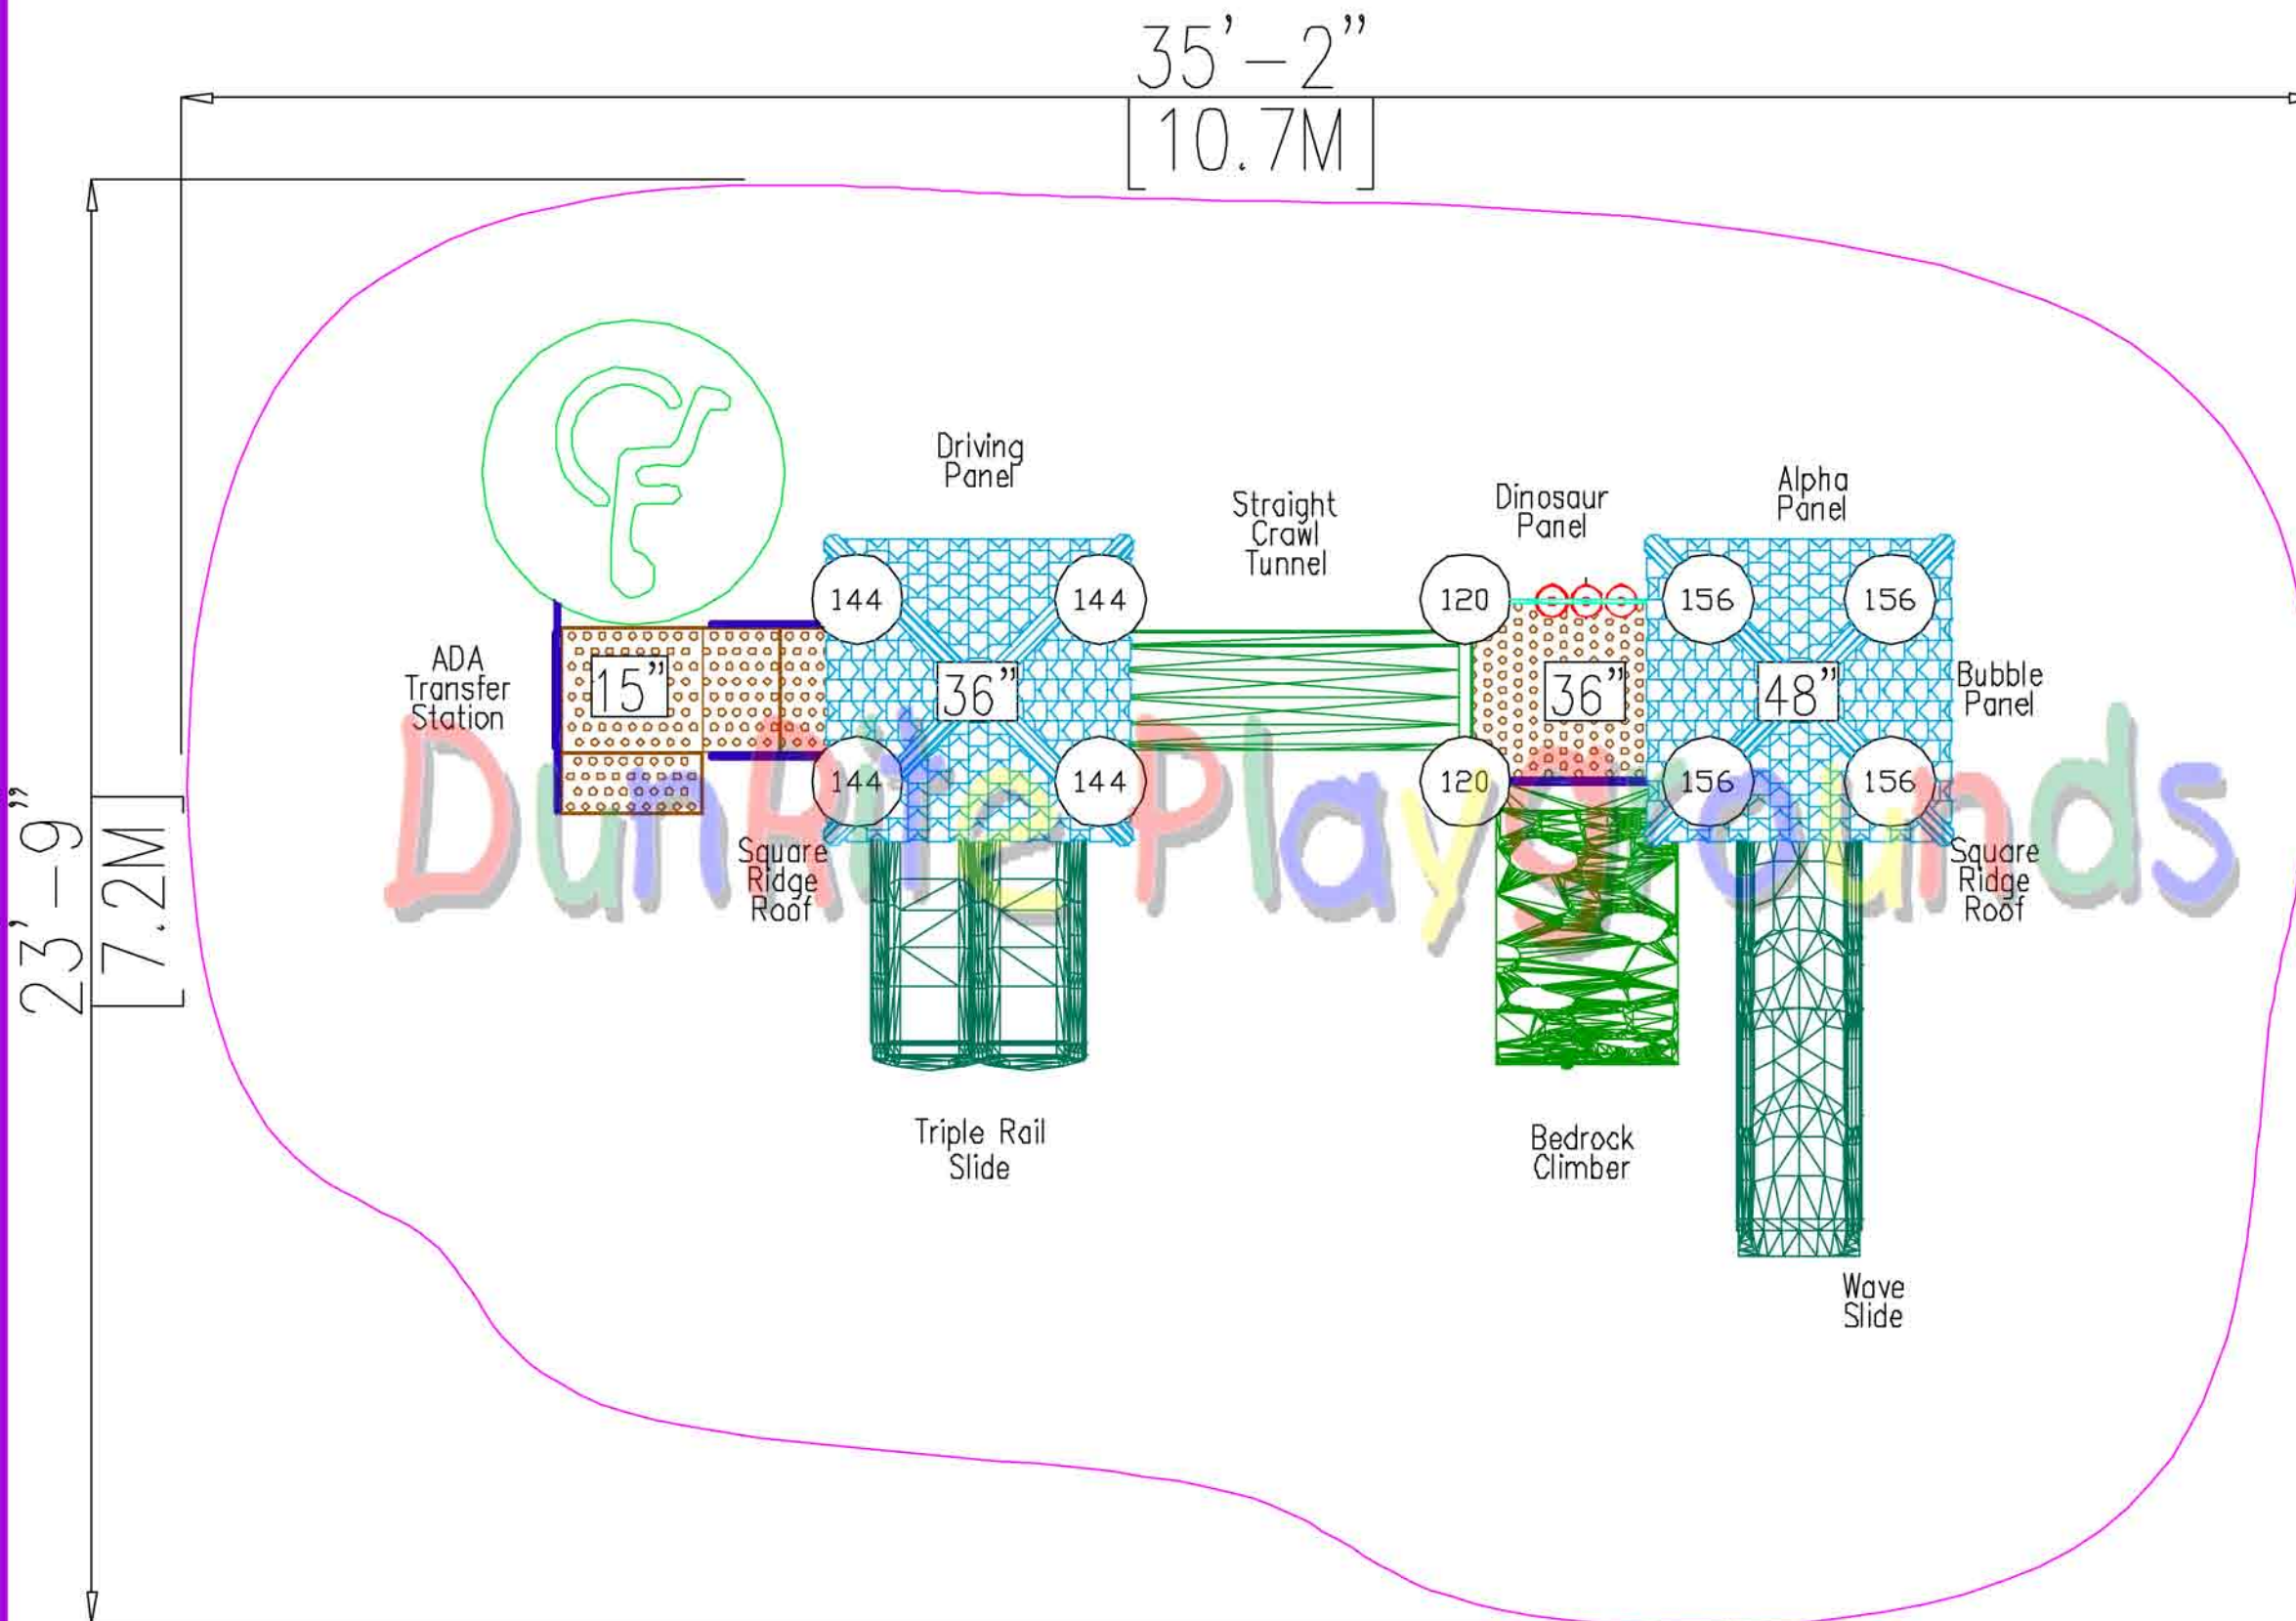 35'-2"
[10.7M]
23'-9"
[7.2M]
Driving
Panel
Straight
Crawl
Tunnel
Dinosaur
Panel
Alpha
Panel
144
144
120
156
156
ADA
Transfer
Station
15"
36"
36"
48"
Bubble
Panel
DunRite Playgrounds
144
144
120
156
156
Square
Ridge
Roof
Square
Ridge
Roof
Triple Rail
Slide
Bedrock
Climber
Wave
Slide